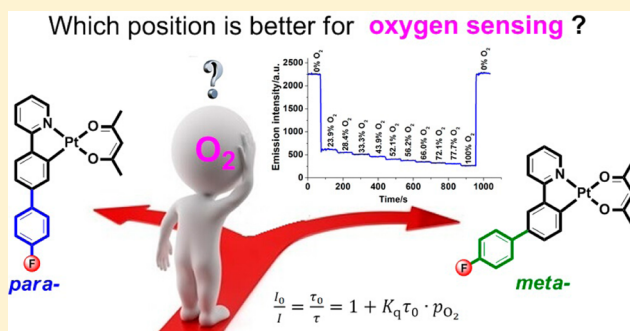 Which position is better for oxygen sensing ?
?
O₂
N
Pt
O
O
F
para-
Emission intensity/a.u.
2500
2000
1500
1000
500
0
0% O₂
23.9% O₂
28.4% O₂
33.3% O₂
43.9% O₂
52.1% O₂
56.2% O₂
66.0% O₂
72.1% O₂
77.7% O₂
100% O₂
0% O₂
0 200 400 600 800 1000
Time/s
N
Pt
O
O
F
meta-
I₀/I = τ₀/τ = 1 + K_qτ₀ · p_O₂